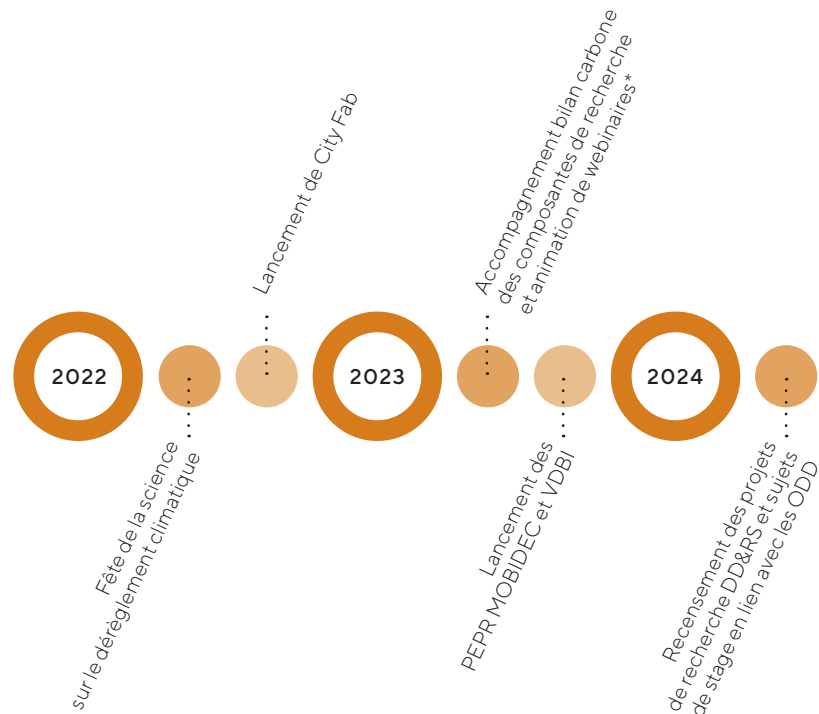 2022
Fête de la science
sur le dérèglement climatique
Lancement de City Fab
2023
Accompagnement bilan carbone
des composantes de recherche
et animation de webinaires*
Lancement des
PEPR MOBIDEC et VDBI
2024
Recensement des projets
de recherche DD&RS et sujets
de stage en lien avec les ODD